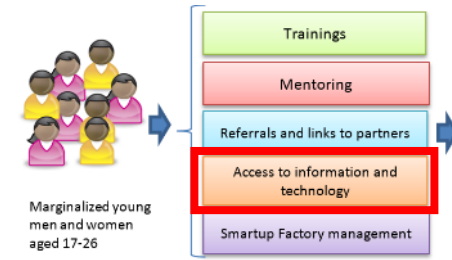 Trainings
Mentoring
Referrals and links to partners
Access to information and
technology
Smartup Factory management
Marginalized young
men and women
aged 17-26